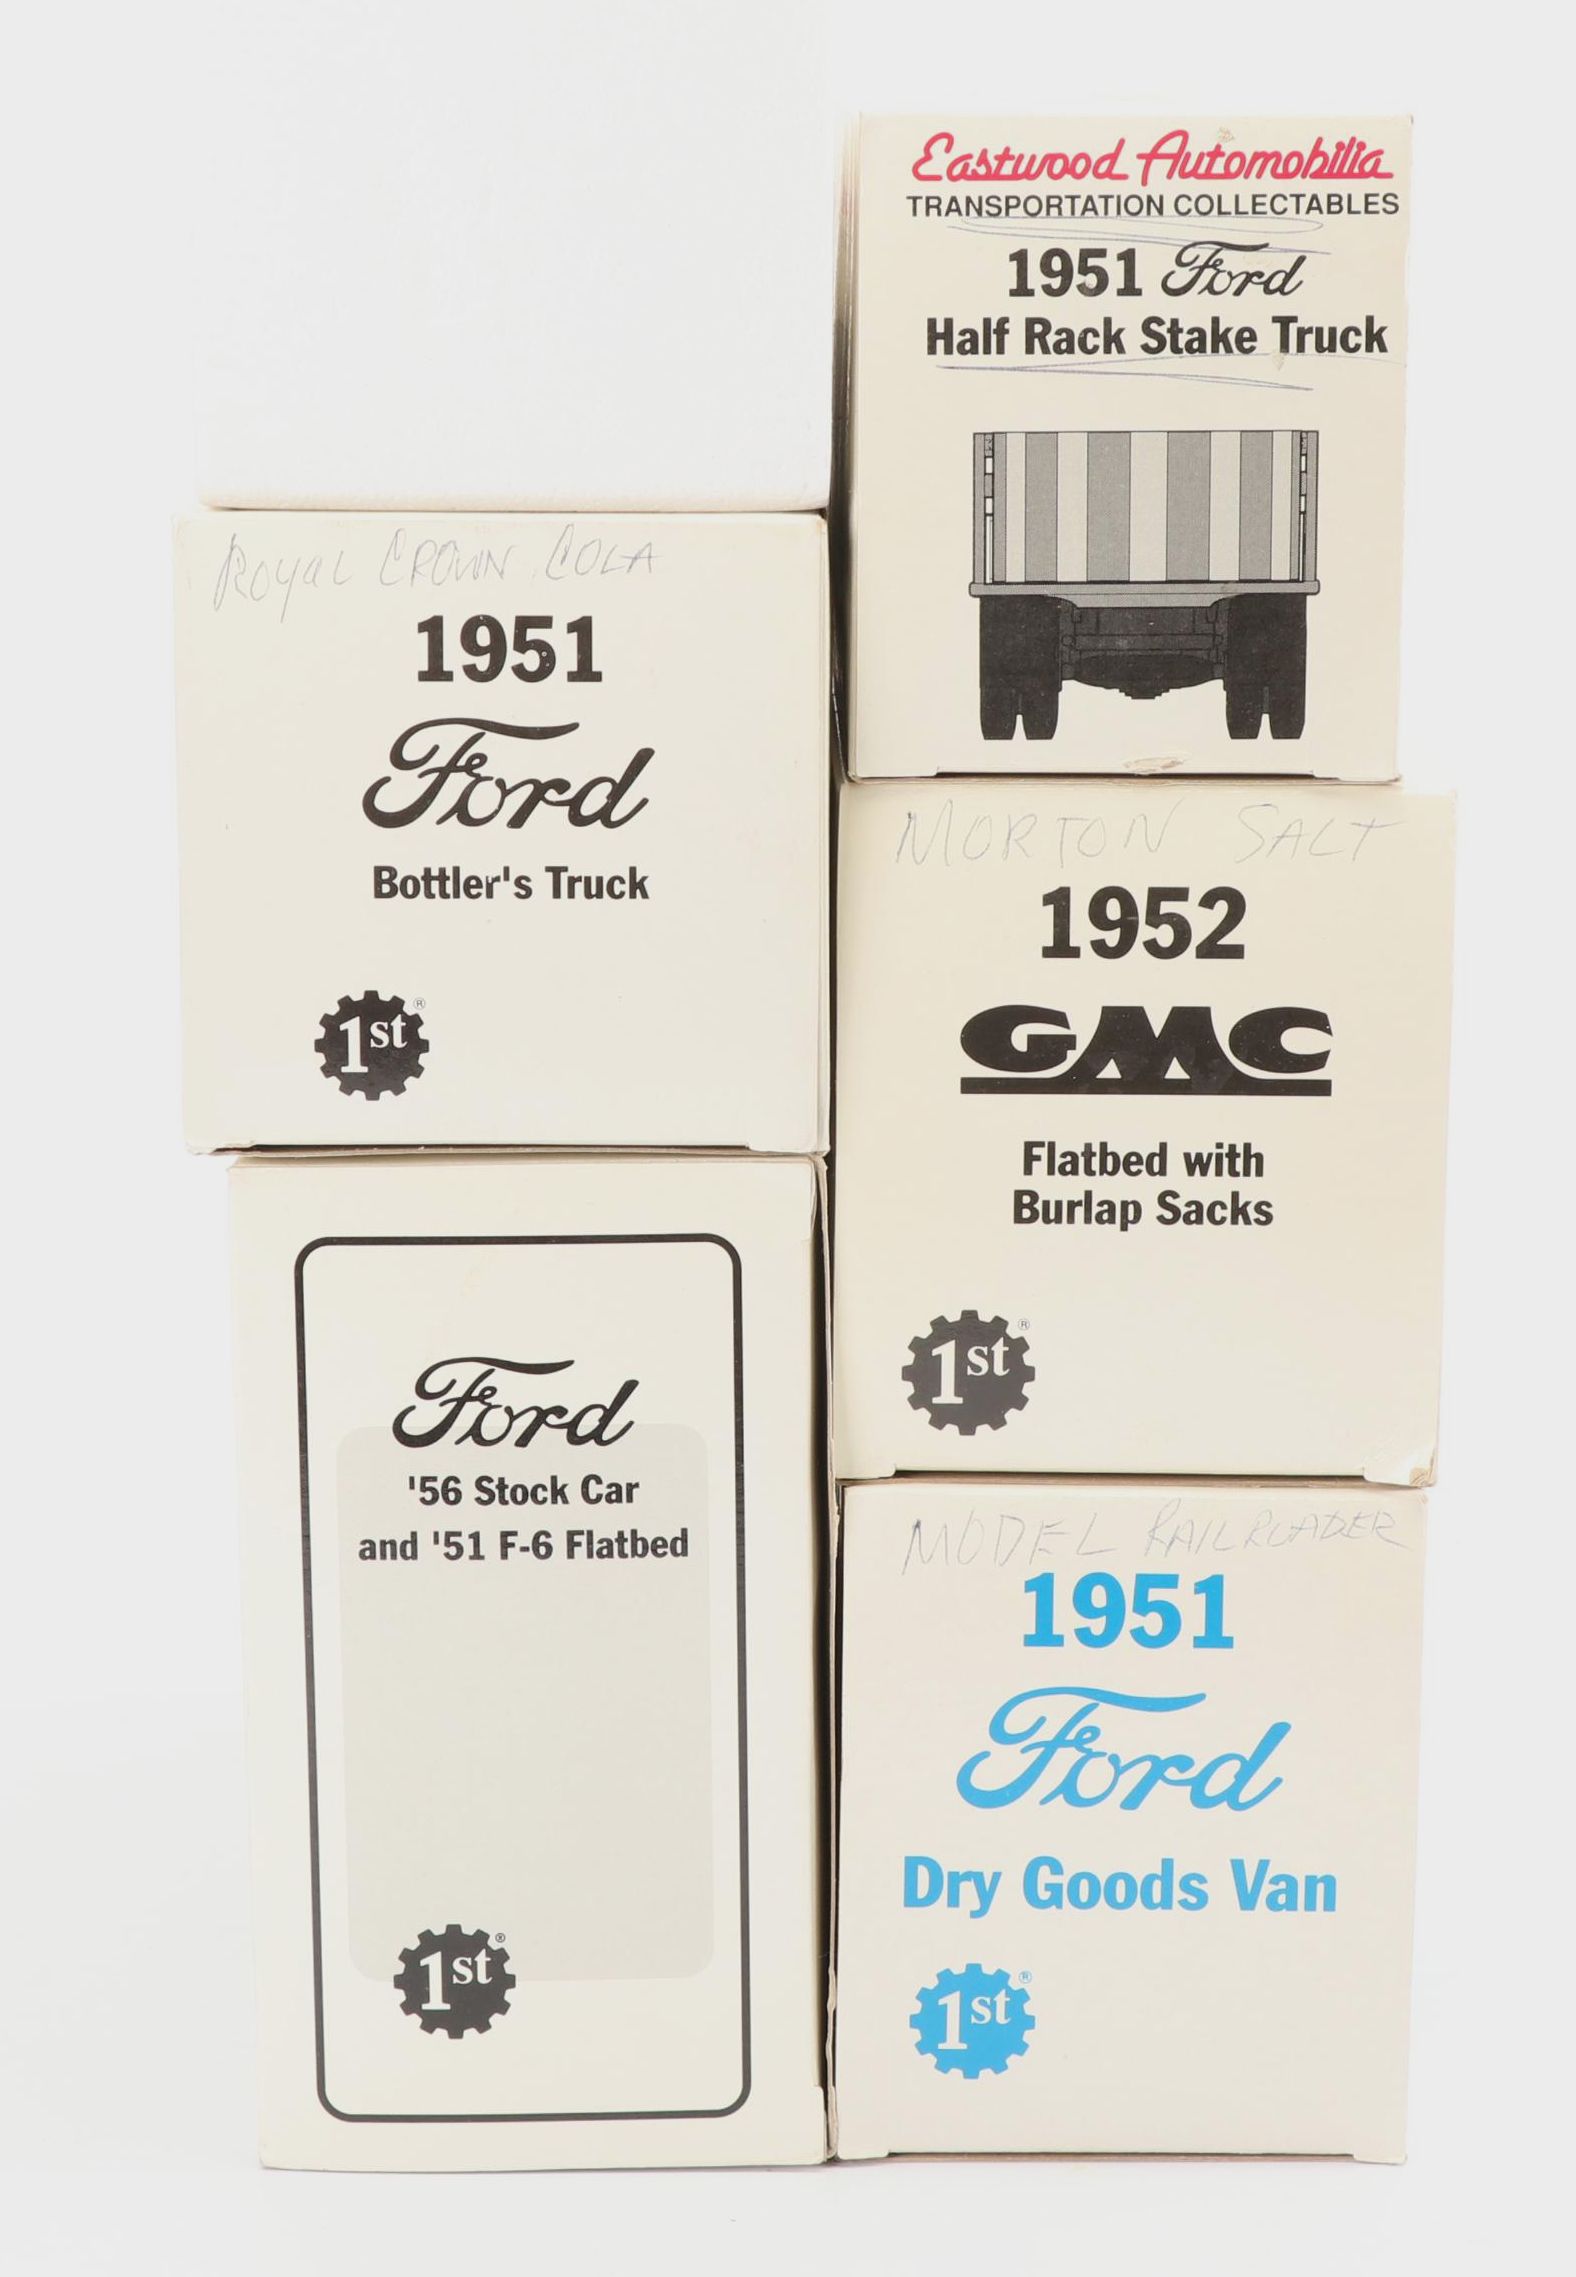 Eastwood Automobilia
TRANSPORTATION COLLECTABLES
1951 Ford
Half Rack Stake Truck
ROYAL CROWN COLA
1951
Ford
Bottler's Truck
1st ®
MORTON SALT
1952
GMC
Flatbed with
Burlap Sacks
1st ®
Ford
'56 Stock Car
and '51 F-6 Flatbed
1st ®
MODEL RAILROADER
1951
Ford
Dry Goods Van
1st ®